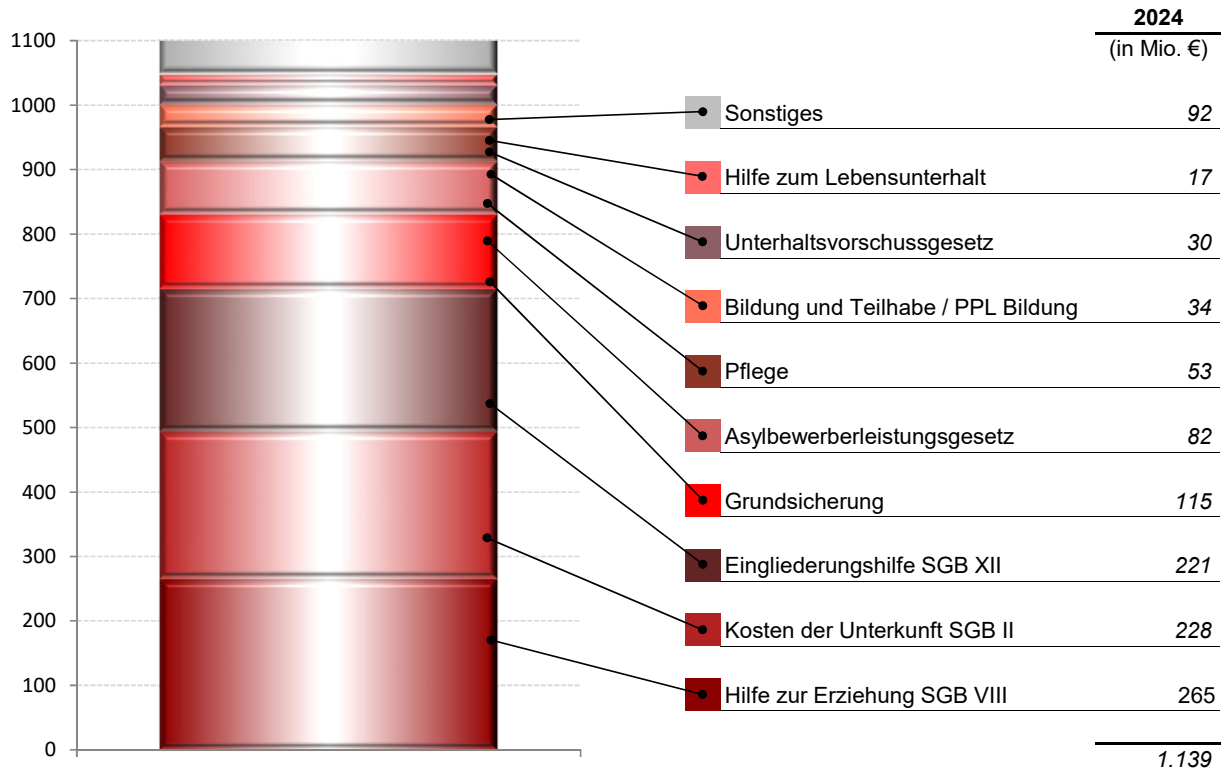 2024
(in Mio. €)
1100
1000
900
800
700
600
500
400
300
200
100
0
Sonstiges 92
Hilfe zum Lebensunterhalt 17
Unterhaltsvorschussgesetz 30
Bildung und Teilhabe / PPL Bildung 34
Pflege 53
Asylbewerberleistungsgesetz 82
Grundsicherung 115
Eingliederungshilfe SGB XII 221
Kosten der Unterkunft SGB II 228
Hilfe zur Erziehung SGB VIII 265
1.139